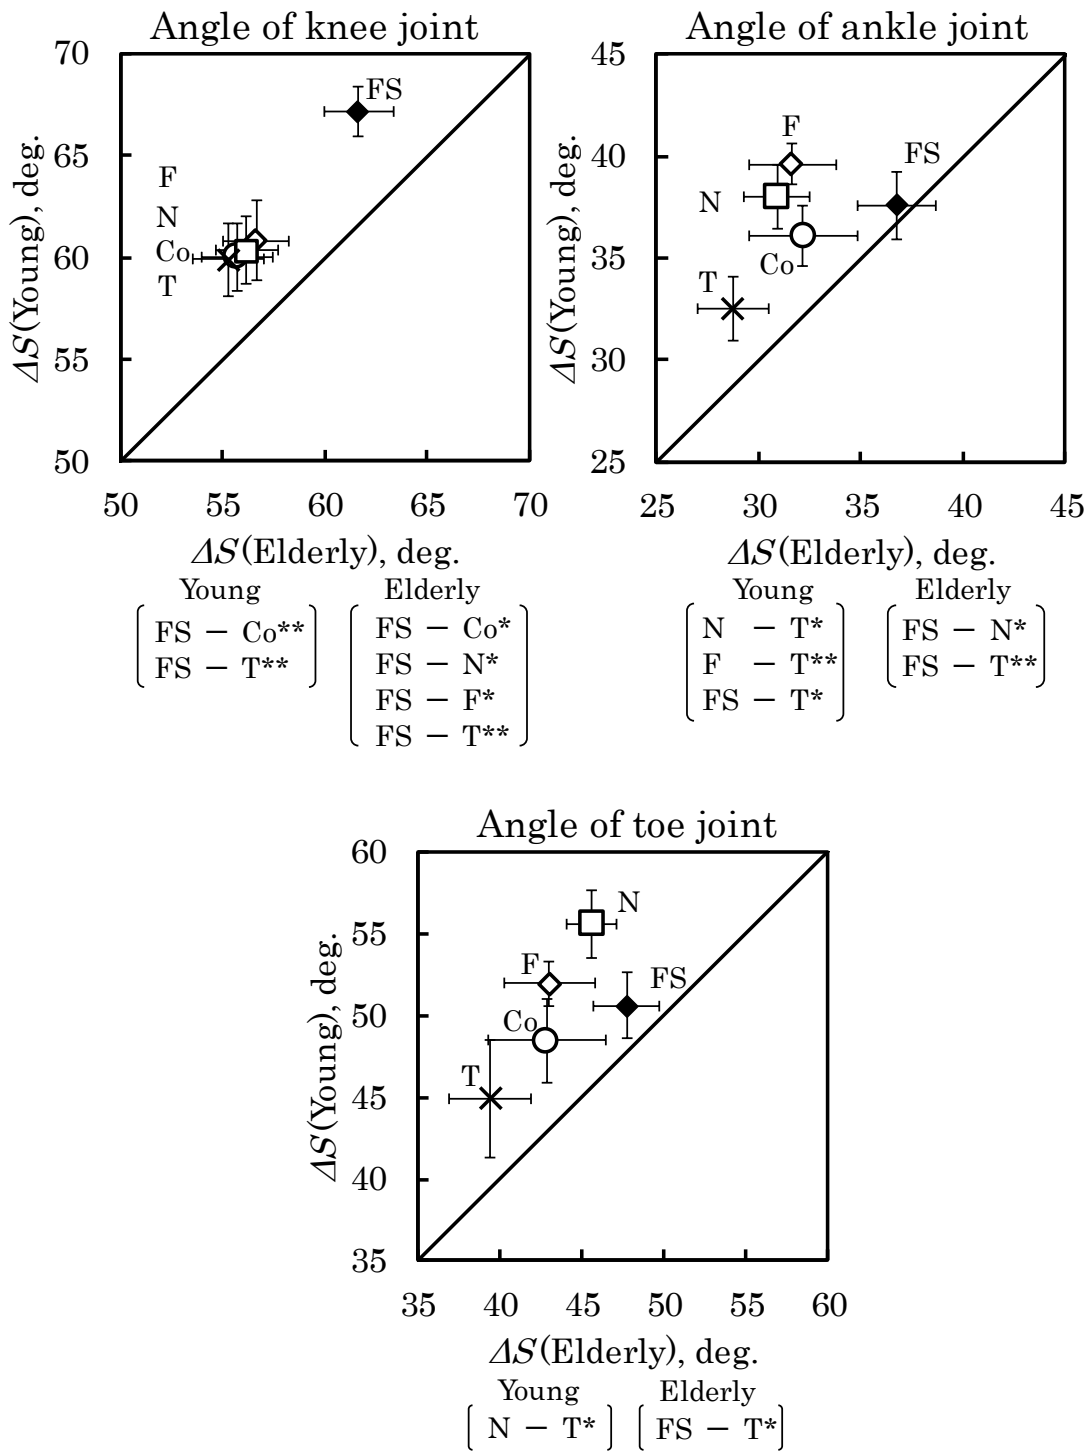 Angle of knee joint
70
65
60
55
50
ΔS(Young), deg.
FS
F
N
Co
T
50 55 60 65 70
ΔS(Elderly), deg.
Young
FS − Co**
FS − T**
Elderly
FS − Co*
FS − N*
FS − F*
FS − T**
Angle of ankle joint
45
40
35
30
25
ΔS(Young), deg.
F
FS
N
Co
T
25 30 35 40 45
ΔS(Elderly), deg.
Young
N − T*
F − T**
FS − T*
Elderly
FS − N*
FS − T**
Angle of toe joint
60
55
50
45
40
35
ΔS(Young), deg.
N
F
FS
Co
T
35 40 45 50 55 60
ΔS(Elderly), deg.
Young
N − T*
Elderly
FS − T*